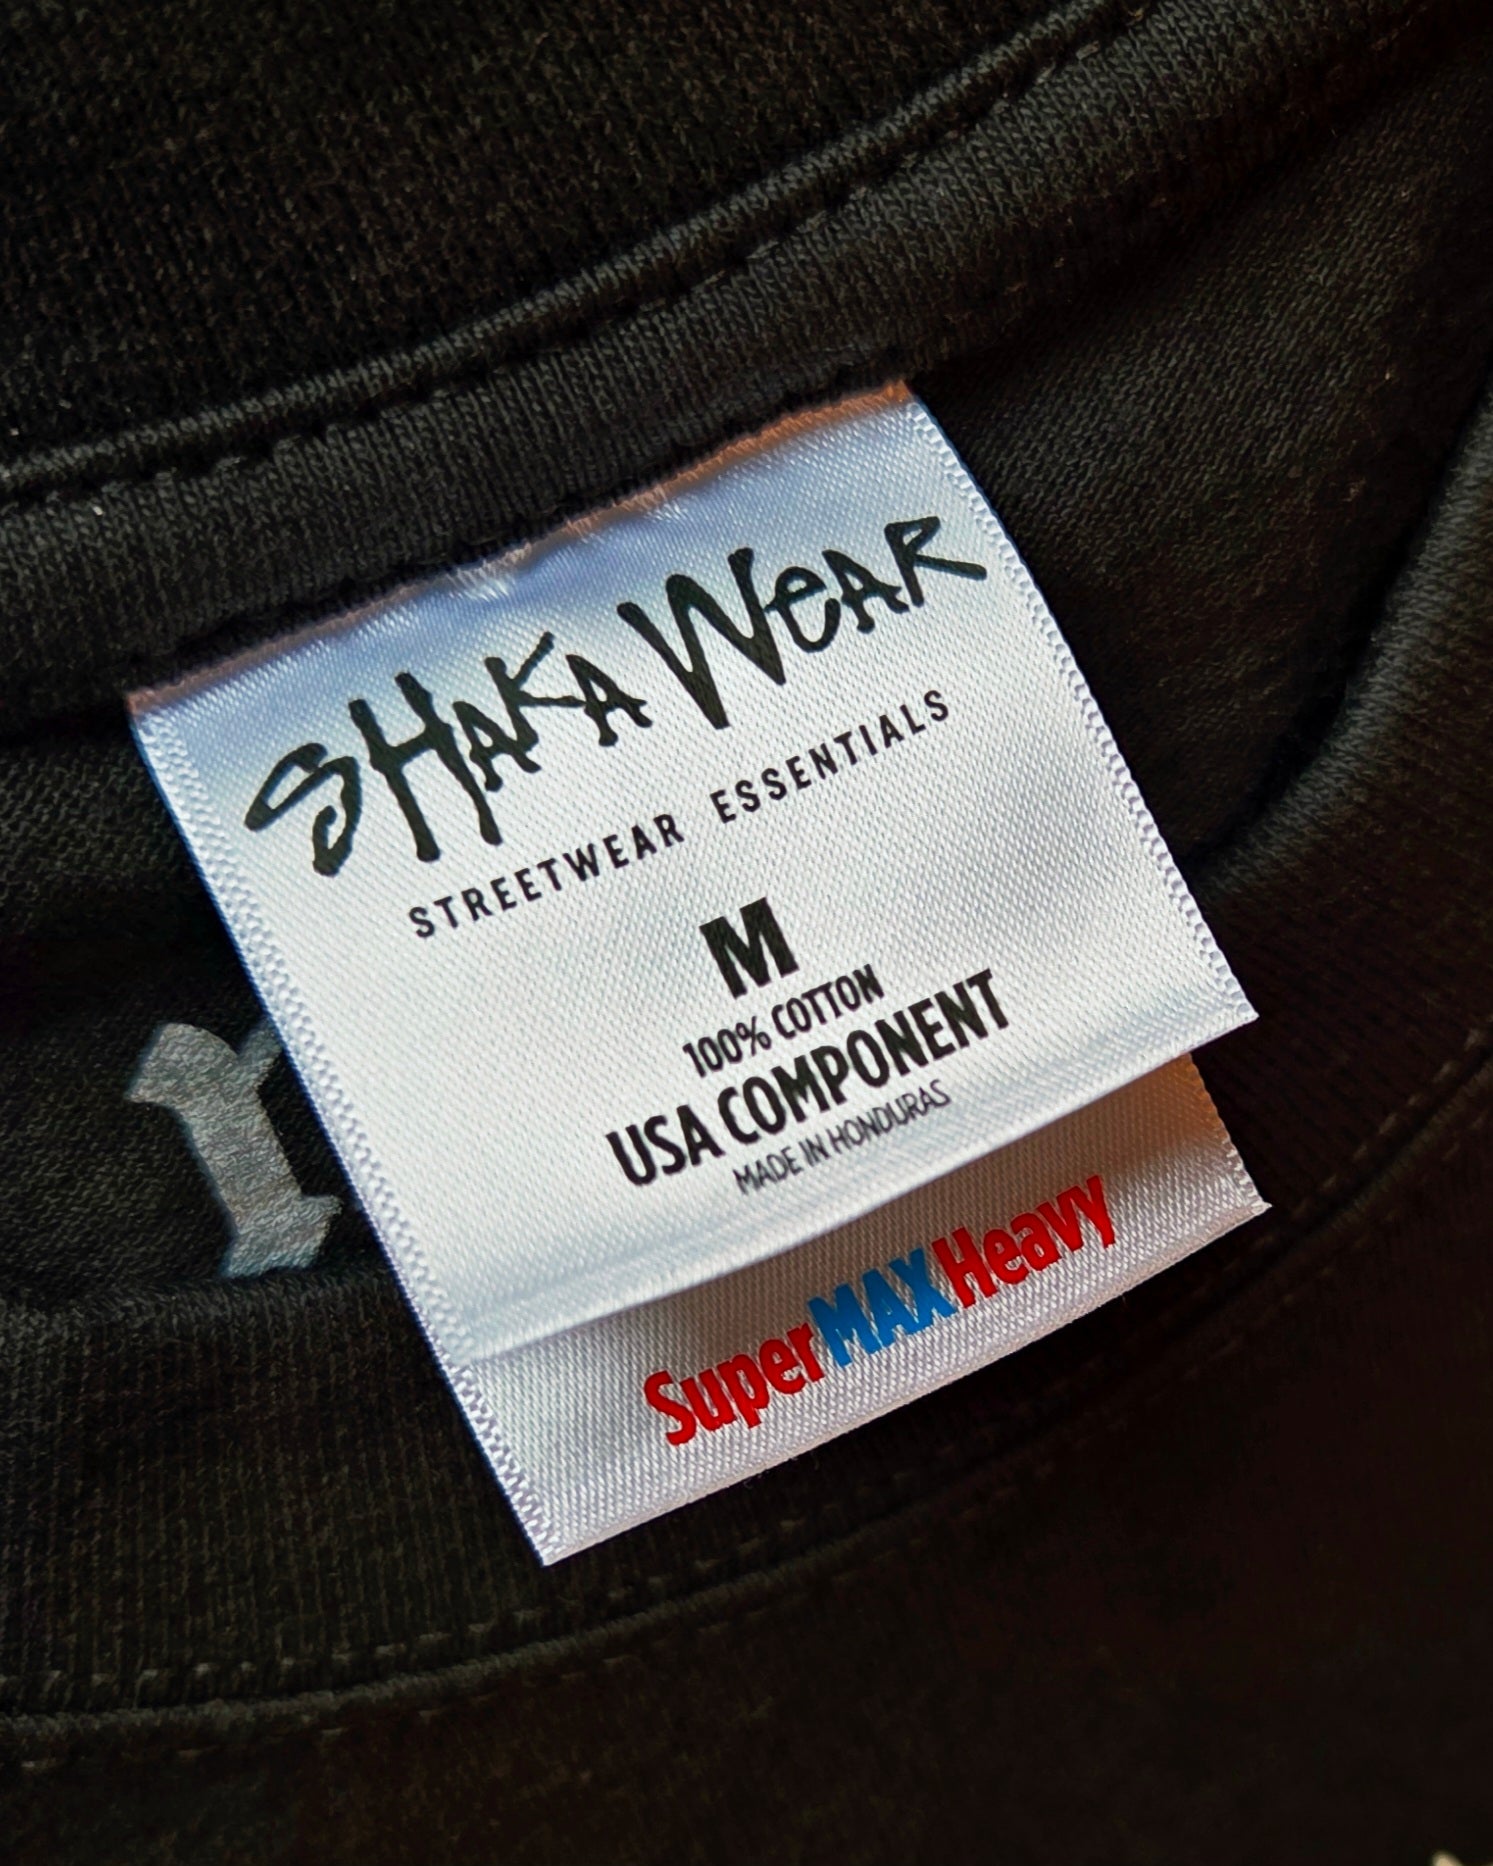 SHAKA WEAR
STREETWEAR ESSENTIALS
M
100% COTTON
USA COMPONENT
MADE IN HONDURAS
SuperMAXHeavy